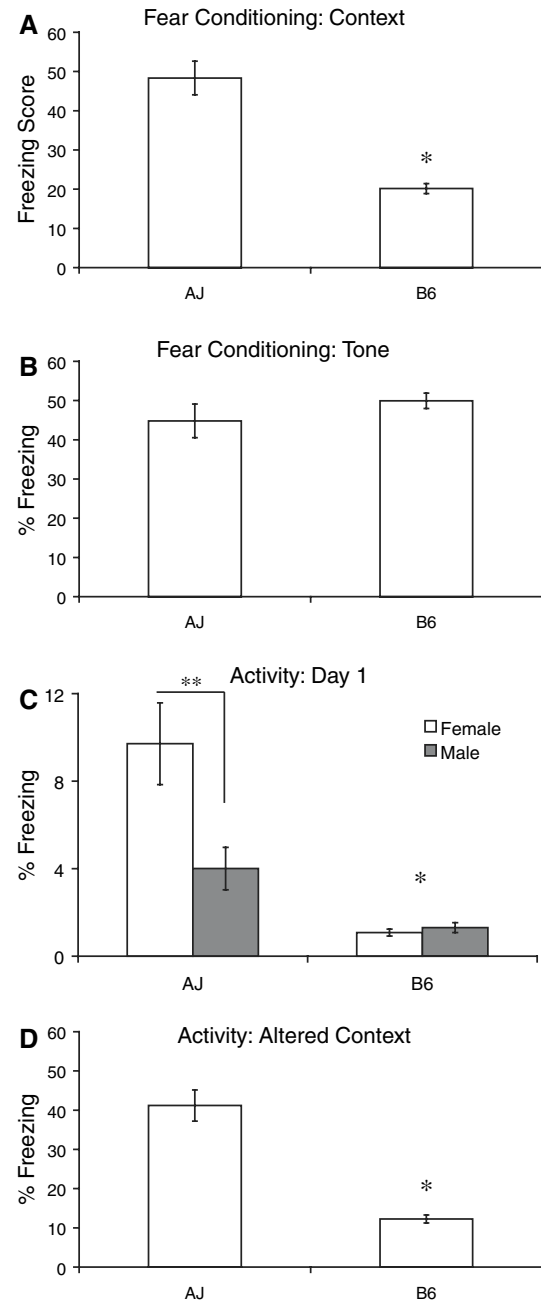 A Fear Conditioning: Context
60
50
40
30
20
10
0
Freezing Score
*
AJ B6
B Fear Conditioning: Tone
60
50
40
30
20
10
0
% Freezing
AJ B6
C Activity: Day 1
12
8
4
0
% Freezing
**
Female
Male
*
AJ B6
D Activity: Altered Context
60
50
40
30
20
10
0
% Freezing
*
AJ B6